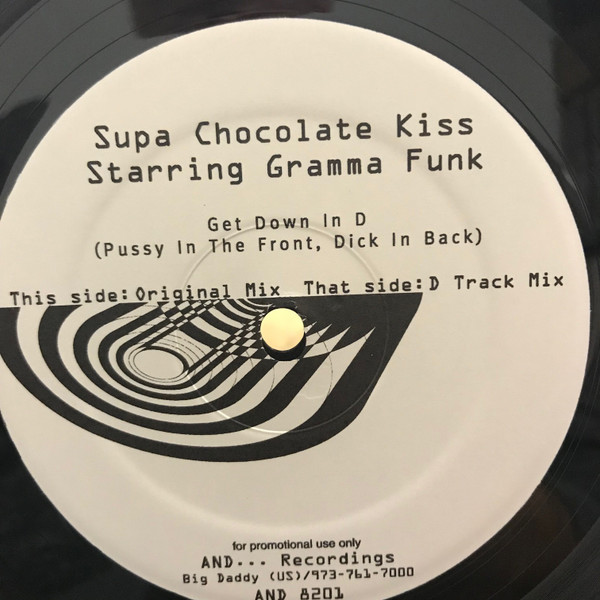 Supa Chocolate Kiss
Starring Gramma Funk
Get Down In D
(Pussy In The Front, Dick In Back)
This side: Original Mix That side: D Track Mix
for promotional use only
AND... Recordings
Big Daddy (US)/973-761-7000
AND 8201